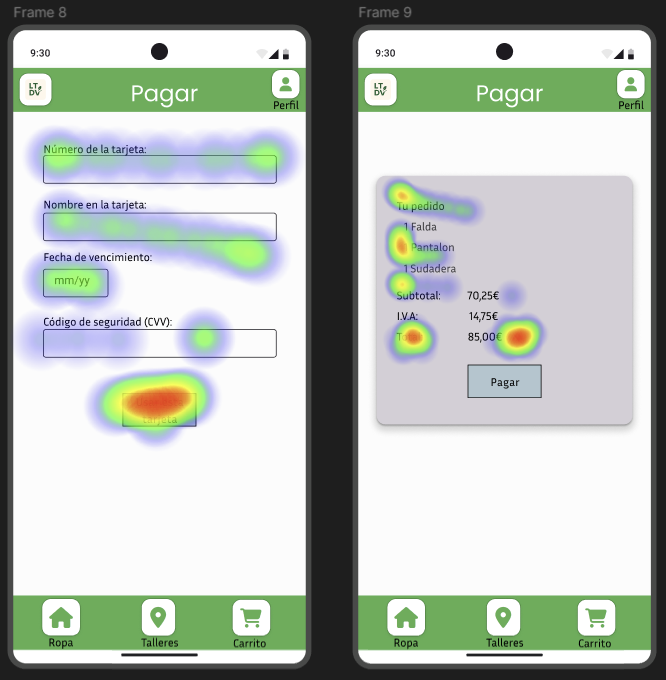 Frame 8
9:30
LT
DV
Pagar
Perfil
Número de la tarjeta:
Nombre en la tarjeta:
Fecha de vencimiento:
mm/yy
Código de seguridad (CVV):
tarjeta
Ropa
Talleres
Carrito
Frame 9
9:30
LT
DV
Pagar
Perfil
Tu pedido
1 Falda
1 Pantalon
1 Sudadera
Subtotal: 70,25€
I.V.A: 14,75€
85,00€
Pagar
Ropa
Talleres
Carrito